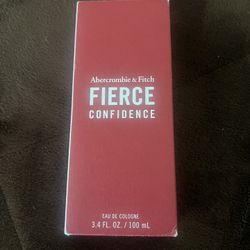 Abercrombie & Fitch
FIERCE
CONFIDENCE
EAU DE COLOGNE
3.4 FL. OZ. / 100 mL